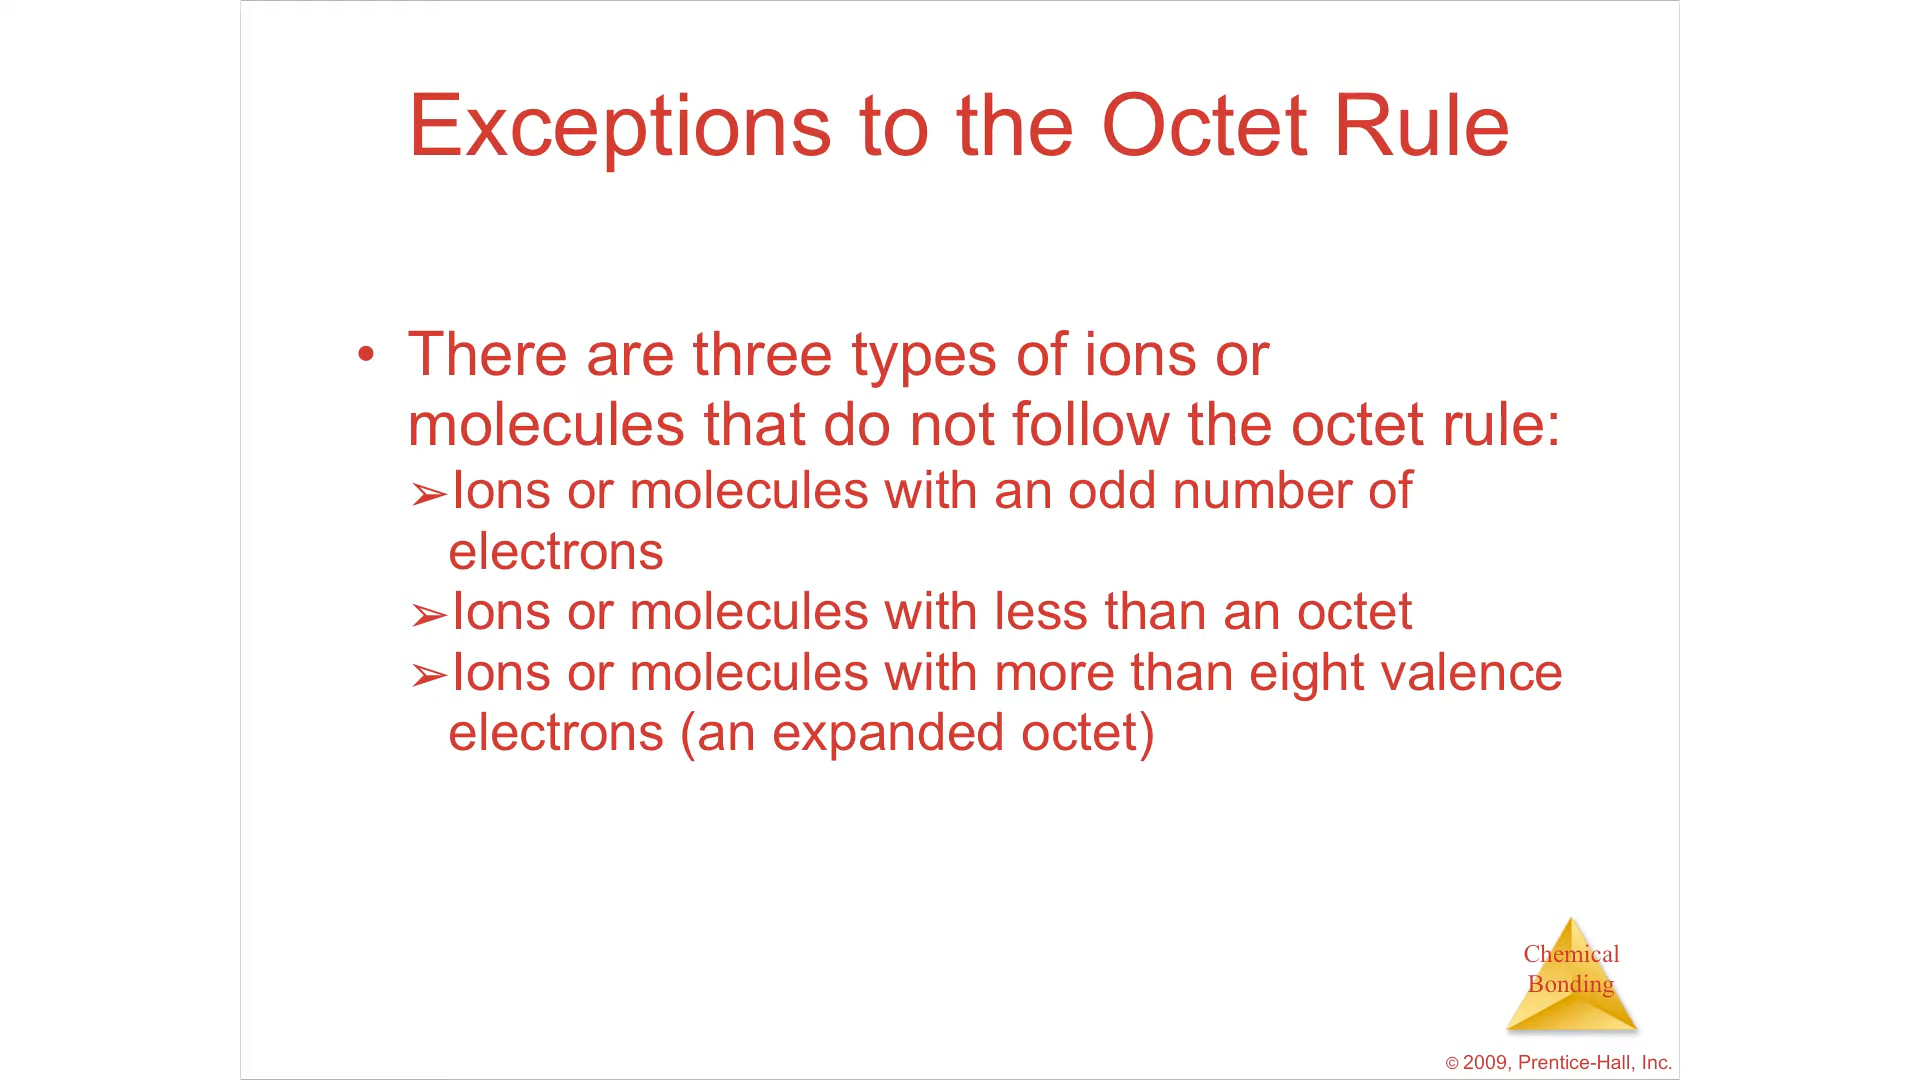 Exceptions to the Octet Rule
• There are three types of ions or
molecules that do not follow the octet rule:
➢Ions or molecules with an odd number of
electrons
➢Ions or molecules with less than an octet
➢Ions or molecules with more than eight valence
electrons (an expanded octet)
Chemical
Bonding
© 2009, Prentice-Hall, Inc.